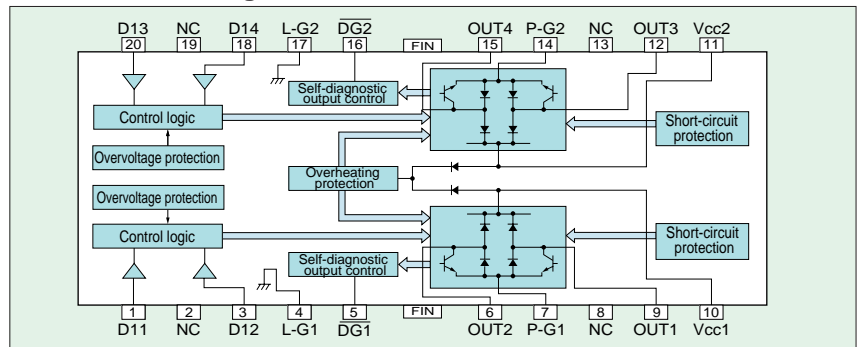 D13 NC D14 L-G2 DG2 OUT4 P-G2 NC OUT3 Vcc2
20 19 18 17 16 FIN 15 14 13 12 11
Self-diagnostic
output control
Control logic
Short-circuit
protection
Overvoltage protection
Overheating
protection
Overvoltage protection
Control logic
Short-circuit
protection
Self-diagnostic
output control
1 2 3 4 5 FIN 6 7 8 9 10
D11 NC D12 L-G1 DG1 OUT2 P-G1 NC OUT1 Vcc1